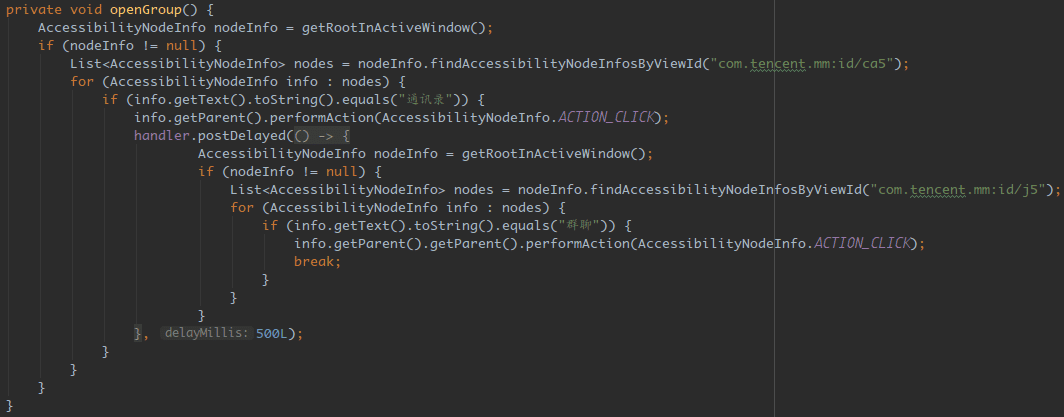 private void openGroup() {
    AccessibilityNodeInfo nodeInfo = getRootInActiveWindow();
    if (nodeInfo != null) {
        List<AccessibilityNodeInfo> nodes = nodeInfo.findAccessibilityNodeInfosByViewId("com.tencent.mm:id/ca5");
        for (AccessibilityNodeInfo info : nodes) {
            if (info.getText().toString().equals("通讯录")) {
                info.getParent().performAction(AccessibilityNodeInfo.ACTION_CLICK);
                handler.postDelayed(() -> {
                        AccessibilityNodeInfo nodeInfo = getRootInActiveWindow();
                        if (nodeInfo != null) {
                            List<AccessibilityNodeInfo> nodes = nodeInfo.findAccessibilityNodeInfosByViewId("com.tencent.mm:id/j5");
                            for (AccessibilityNodeInfo info : nodes) {
                                if (info.getText().toString().equals("群聊")) {
                                    info.getParent().getParent().performAction(AccessibilityNodeInfo.ACTION_CLICK);
                                    break;
                                }
                            }
                        }
                }, delayMillis: 500L);
            }
        }
    }
}